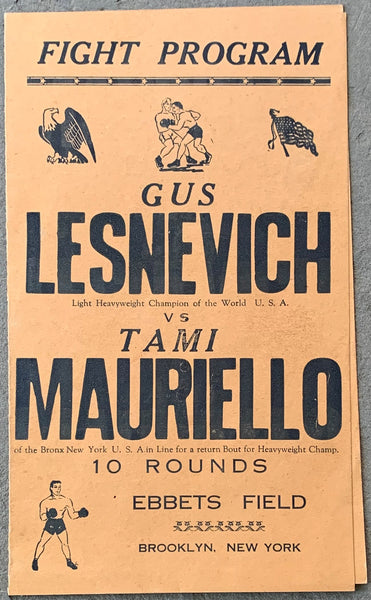 FIGHT PROGRAM
GUS
LESNEVICH
Light Heavyweight Champion of the World U. S. A.
VS
TAMI
MAURIELLO
of the Bronx New York U. S. A. in Line for a return Bout for Heavyweight Champ.
10 ROUNDS
EBBETS FIELD
BROOKLYN, NEW YORK